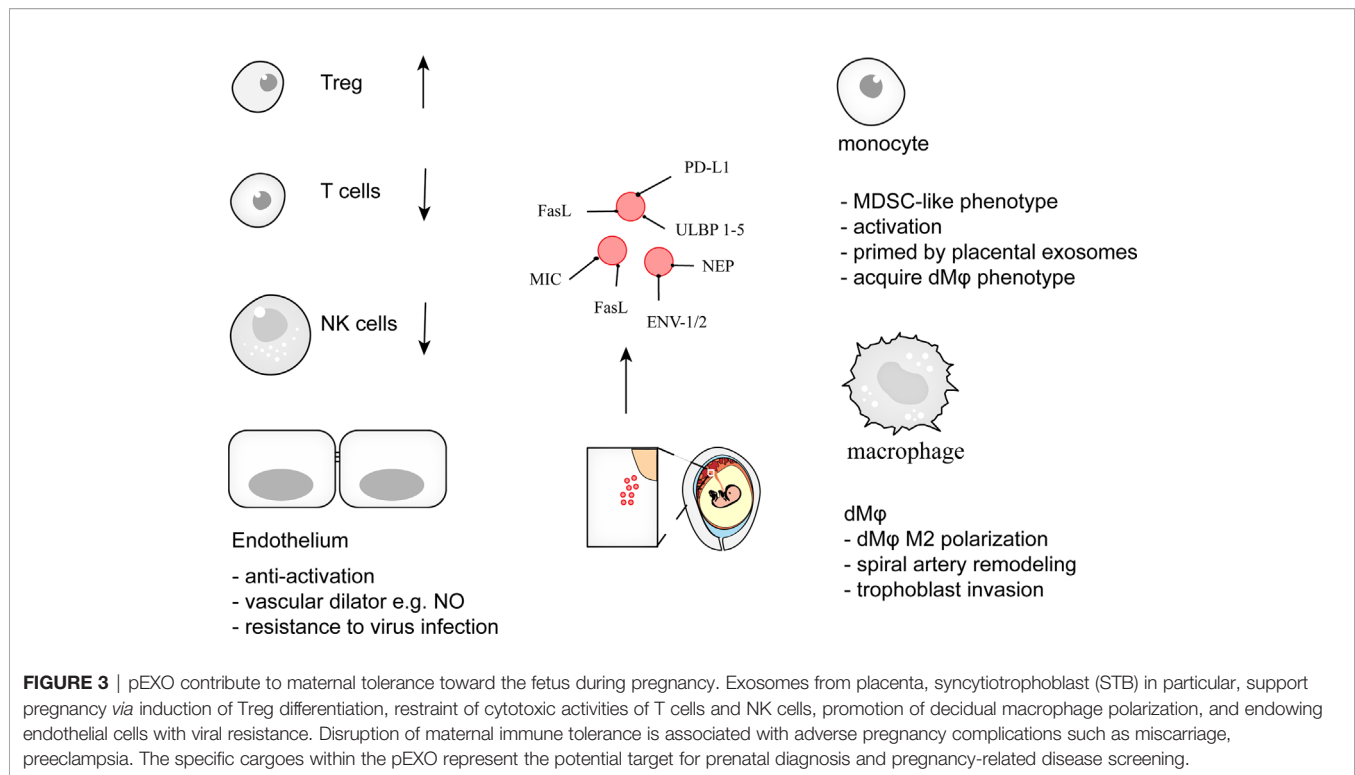 Treg
T cells
NK cells
Endothelium
- anti-activation
- vascular dilator e.g. NO
- resistance to virus infection
PD-L1
FasL
ULBP 1-5
MIC
NEP
FasL
ENV-1/2
monocyte
- MDSC-like phenotype
- activation
- primed by placental exosomes
- acquire dMφ phenotype
macrophage
dMφ
- dMφ M2 polarization
- spiral artery remodeling
- trophoblast invasion
FIGURE 3 | pEXO contribute to maternal tolerance toward the fetus during pregnancy. Exosomes from placenta, syncytiotrophoblast (STB) in particular, support
pregnancy via induction of Treg differentiation, restraint of cytotoxic activities of T cells and NK cells, promotion of decidual macrophage polarization, and endowing
endothelial cells with viral resistance. Disruption of maternal immune tolerance is associated with adverse pregnancy complications such as miscarriage,
preeclampsia. The specific cargoes within the pEXO represent the potential target for prenatal diagnosis and pregnancy-related disease screening.